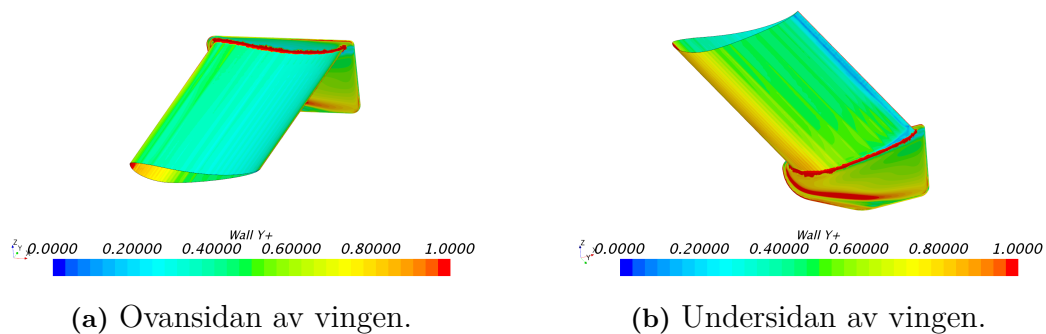 Wall Y+
0.0000 0.20000 0.40000 0.60000 0.80000 1.0000
Z Y X
(a) Ovansidan av vingen.
Wall Y+
0.0000 0.20000 0.40000 0.60000 0.80000 1.0000
Z Y X
(b) Undersidan av vingen.